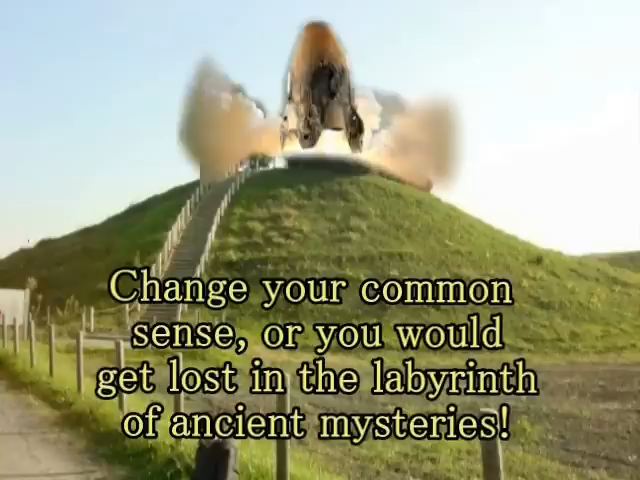 Change your common
sense, or you would
get lost in the labyrinth
of ancient mysteries!